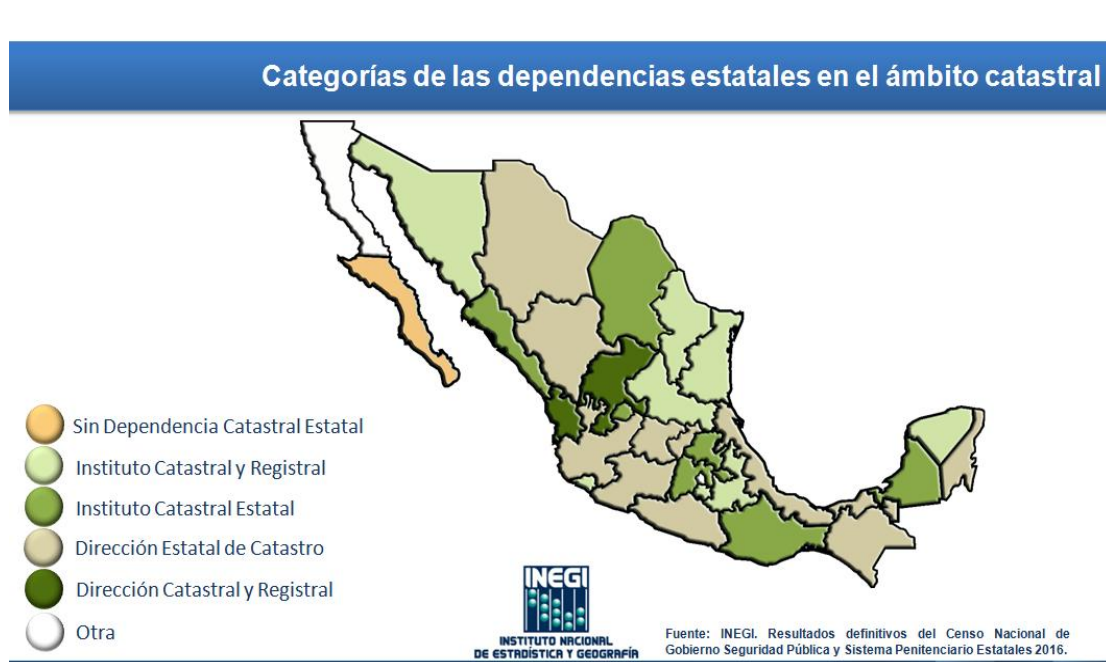 Categorías de las dependencias estatales en el ámbito catastral
Sin Dependencia Catastral Estatal
Instituto Catastral y Registral
Instituto Catastral Estatal
Dirección Estatal de Catastro
Dirección Catastral y Registral
Otra
INEGI
INSTITUTO NACIONAL
DE ESTADÍSTICA Y GEOGRAFÍA
Fuente: INEGI. Resultados definitivos del Censo Nacional de
Gobierno Seguridad Pública y Sistema Penitenciario Estatales 2016.